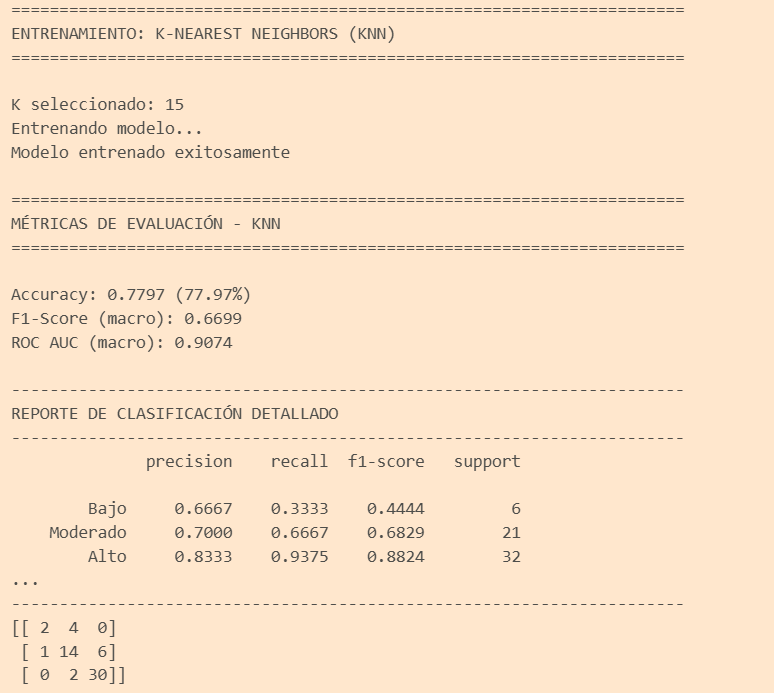 ======================================================================
ENTRENAMIENTO: K-NEAREST NEIGHBORS (KNN)
======================================================================
K seleccionado: 15
Entrenando modelo...
Modelo entrenado exitosamente
======================================================================
MÉTRICAS DE EVALUACIÓN - KNN
======================================================================
Accuracy: 0.7797 (77.97%)
F1-Score (macro): 0.6699
ROC AUC (macro): 0.9074
----------------------------------------------------------------------
REPORTE DE CLASIFICACIÓN DETALLADO
----------------------------------------------------------------------
              precision    recall  f1-score   support
        Bajo     0.6667    0.3333    0.4444         6
    Moderado     0.7000    0.6667    0.6829        21
        Alto     0.8333    0.9375    0.8824        32
...
----------------------------------------------------------------------
[[ 2  4  0]
 [ 1 14  6]
 [ 0  2 30]]